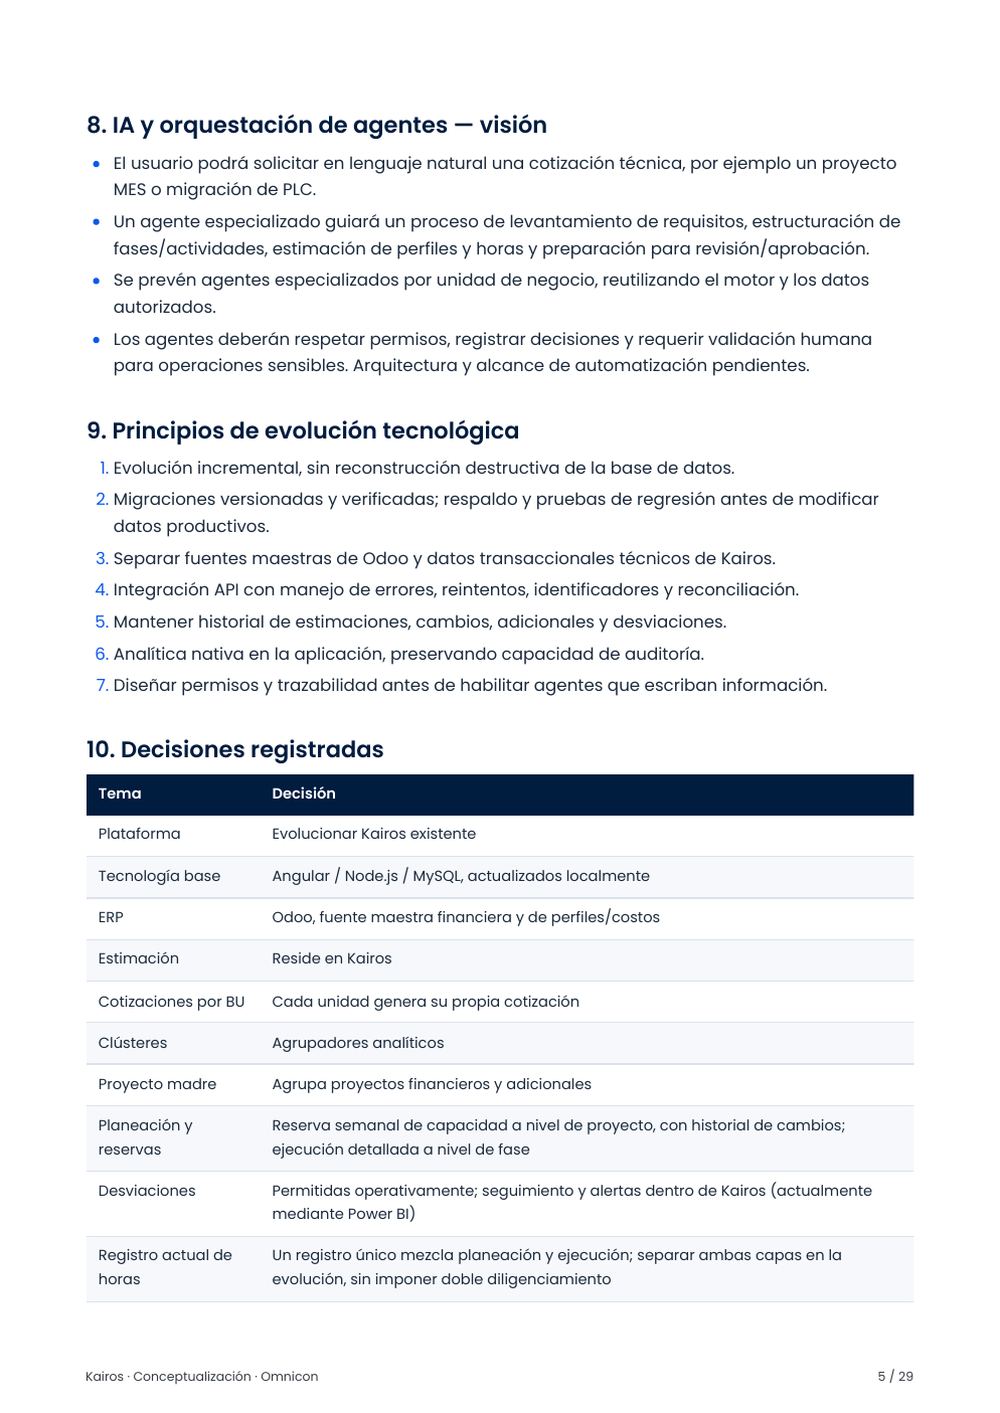 8. IA y orquestación de agentes — visión
• El usuario podrá solicitar en lenguaje natural una cotización técnica, por ejemplo un proyecto
MES o migración de PLC.
• Un agente especializado guiará un proceso de levantamiento de requisitos, estructuración de
fases/actividades, estimación de perfiles y horas y preparación para revisión/aprobación.
• Se prevén agentes especializados por unidad de negocio, reutilizando el motor y los datos
autorizados.
• Los agentes deberán respetar permisos, registrar decisiones y requerir validación humana
para operaciones sensibles. Arquitectura y alcance de automatización pendientes.
9. Principios de evolución tecnológica
1. Evolución incremental, sin reconstrucción destructiva de la base de datos.
2. Migraciones versionadas y verificadas; respaldo y pruebas de regresión antes de modificar
datos productivos.
3. Separar fuentes maestras de Odoo y datos transaccionales técnicos de Kairos.
4. Integración API con manejo de errores, reintentos, identificadores y reconciliación.
5. Mantener historial de estimaciones, cambios, adicionales y desviaciones.
6. Analítica nativa en la aplicación, preservando capacidad de auditoría.
7. Diseñar permisos y trazabilidad antes de habilitar agentes que escriban información.
10. Decisiones registradas
Tema Decisión
Plataforma Evolucionar Kairos existente
Tecnología base Angular / Node.js / MySQL, actualizados localmente
ERP Odoo, fuente maestra financiera y de perfiles/costos
Estimación Reside en Kairos
Cotizaciones por BU Cada unidad genera su propia cotización
Clústeres Agrupadores analíticos
Proyecto madre Agrupa proyectos financieros y adicionales
Planeación y Reserva semanal de capacidad a nivel de proyecto, con historial de cambios;
reservas ejecución detallada a nivel de fase
Desviaciones Permitidas operativamente; seguimiento y alertas dentro de Kairos (actualmente
mediante Power BI)
Registro actual de Un registro único mezcla planeación y ejecución; separar ambas capas en la
horas evolución, sin imponer doble diligenciamiento
Kairos · Conceptualización · Omnicon 5 / 29